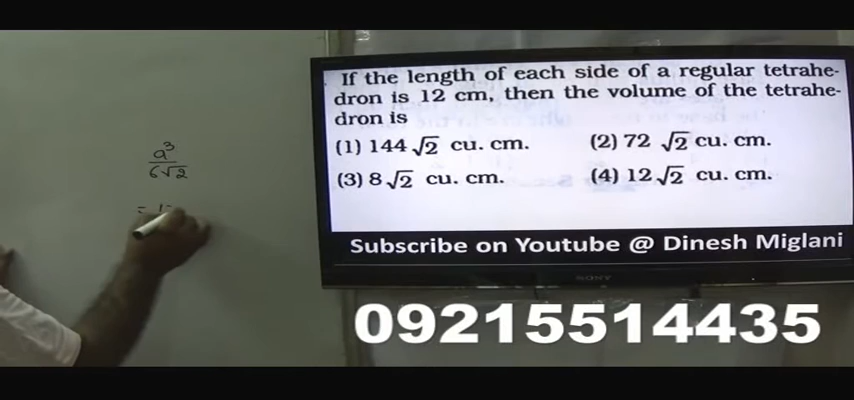 If the length of each side of a regular tetrahe-
dron is 12 cm, then the volume of the tetrahe-
dron is
(1) 144 √2 cu. cm.
(2) 72 √2 cu. cm.
(3) 8 √2 cu. cm.
(4) 12 √2 cu. cm.
Subscribe on Youtube @ Dinesh Miglani
SONY
09215514435
a³
6√2
=